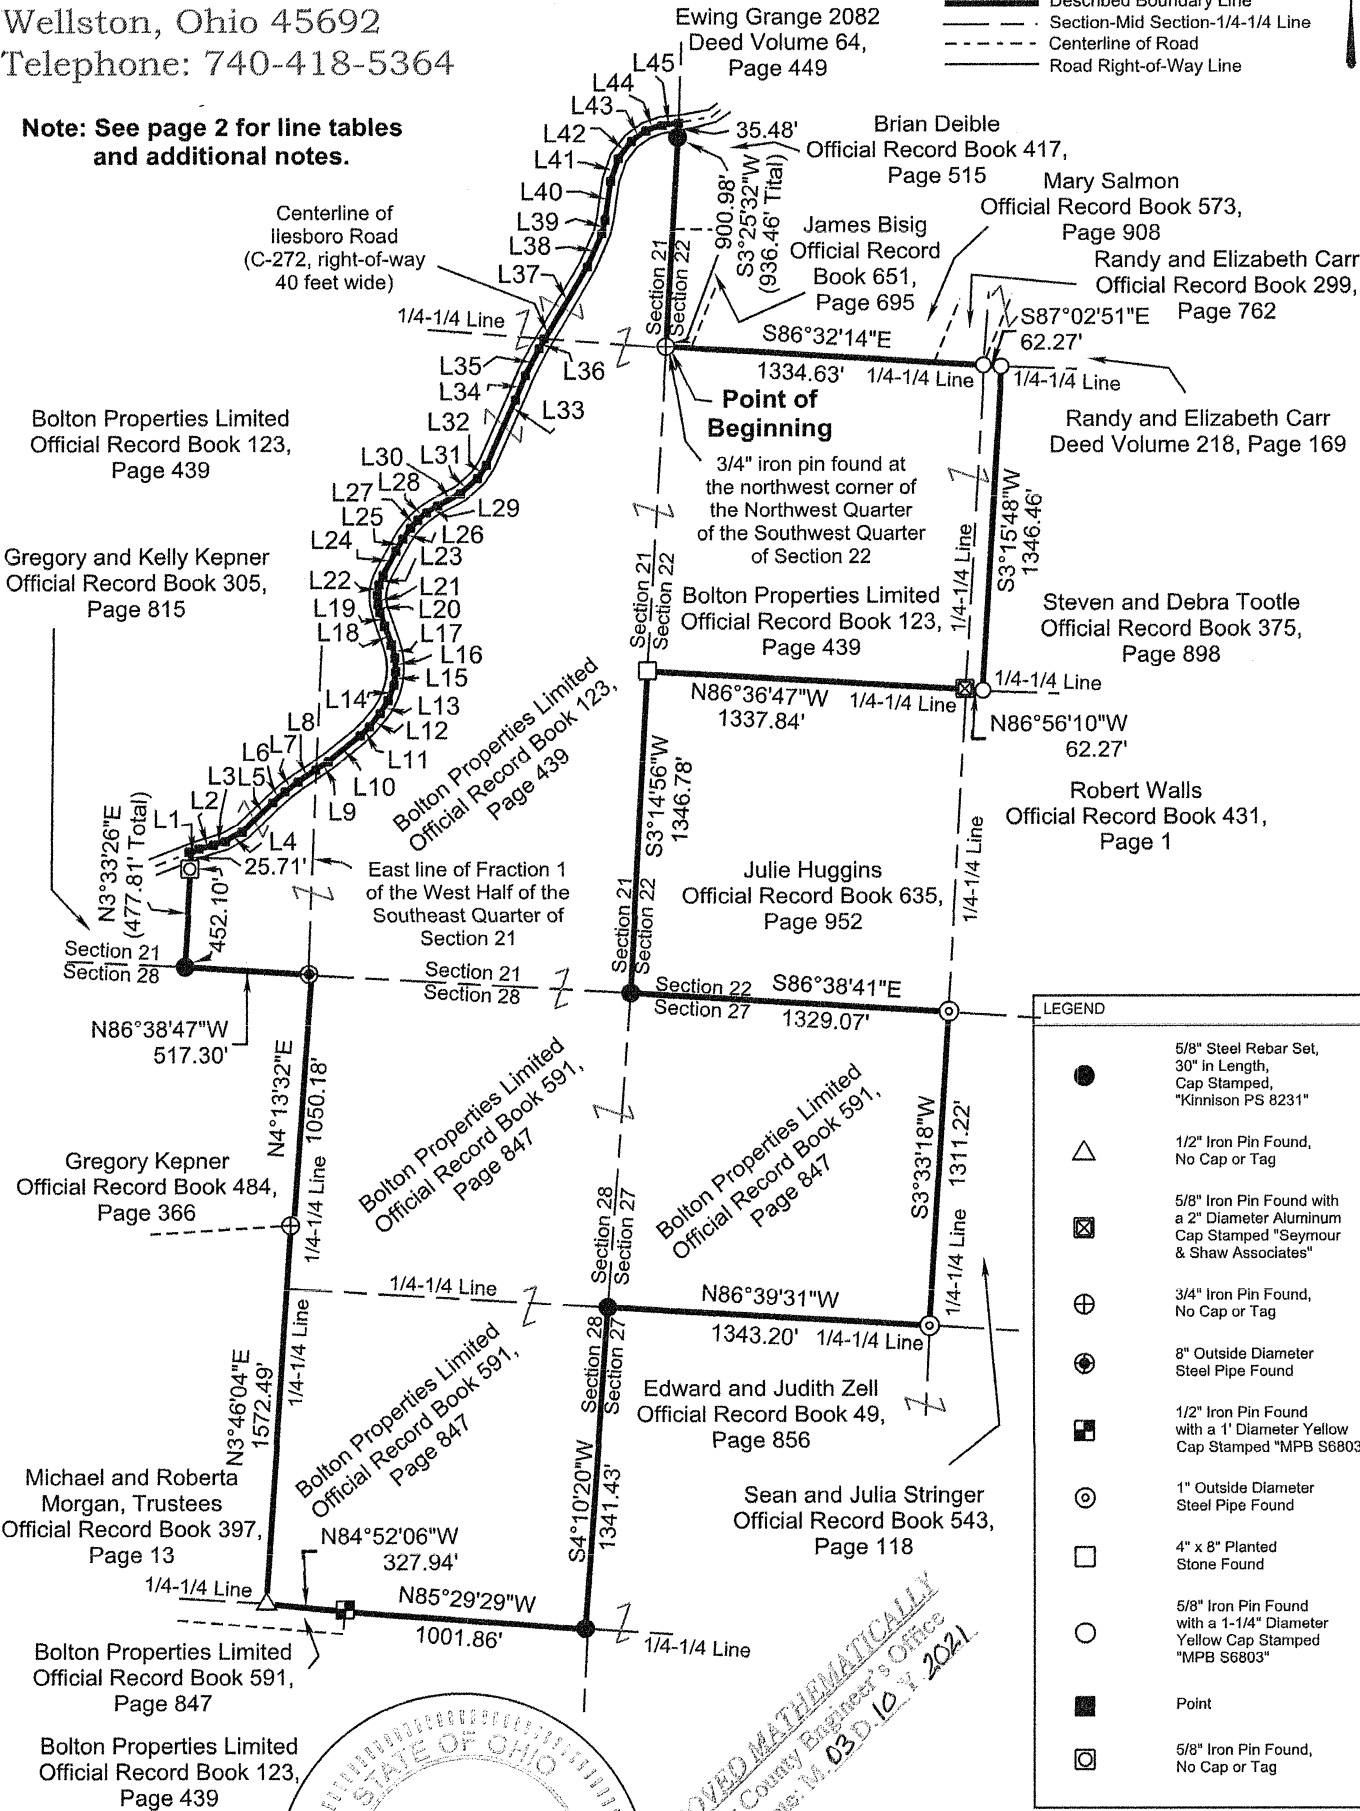 Wellston, Ohio 45692
Telephone: 740-418-5364
Note: See page 2 for line tables
and additional notes.
Ewing Grange 2082
Deed Volume 64,
Page 449
Described Boundary Line
Section-Mid Section-1/4-1/4 Line
Centerline of Road
Road Right-of-Way Line
L45
L44
L43
L42
L41
L40
L39
L38
L37
35.48'
900.98'
S3°25'32"W
(936.46' Tital)
Brian Deible
Official Record Book 417,
Page 515
Mary Salmon
Official Record Book 573,
Page 908
James Bisig
Official Record
Book 651,
Page 695
Randy and Elizabeth Carr
Official Record Book 299,
Page 762
Centerline of
Ilesboro Road
(C-272, right-of-way
40 feet wide)
1/4-1/4 Line
Section 21
Section 22
S87°02'51"E
62.27'
S86°32'14"E
1334.63'
1/4-1/4 Line
1/4-1/4 Line
L36
L35
L34
L33
L32
L31
L30
L29
L28
L27
L26
L25
L24
L23
L22
L21
L20
L19
L18
L17
L16
L15
L14
L13
L12
L11
L10
L9
L8
L7
L6
L5
L4
L3
L2
L1
Point of
Beginning
Randy and Elizabeth Carr
Deed Volume 218, Page 169
Bolton Properties Limited
Official Record Book 123,
Page 439
3/4" iron pin found at
the northwest corner of
the Northwest Quarter
of the Southwest Quarter
of Section 22
S3°15'48"W
1346.46'
1/4-1/4 Line
Gregory and Kelly Kepner
Official Record Book 305,
Page 815
Section 21
Section 22
Bolton Properties Limited
Official Record Book 123,
Page 439
Steven and Debra Tootle
Official Record Book 375,
Page 898
N86°36'47"W
1337.84'
1/4-1/4 Line
1/4-1/4 Line
N86°56'10"W
62.27'
Bolton Properties Limited
Official Record Book 123,
Page 439
S3°14'56"W
1346.78'
Robert Walls
Official Record Book 431,
Page 1
1/4-1/4 Line
N3°33'26"E
(477.81' Total)
25.71'
452.10'
East line of Fraction 1
of the West Half of the
Southeast Quarter of
Section 21
Julie Huggins
Official Record Book 635,
Page 952
Section 21
Section 22
Section 21
Section 28
Section 21
Section 28
Section 22
Section 27
S86°38'41"E
1329.07'
N86°38'47"W
517.30'
N4°13'32"E
1050.18'
1/4-1/4 Line
Bolton Properties Limited
Official Record Book 591,
Page 847
Bolton Properties Limited
Official Record Book 591,
Page 847
S3°33'18"W
1311.22'
1/4-1/4 Line
Gregory Kepner
Official Record Book 484,
Page 366
Section 28
Section 27
1/4-1/4 Line
N86°39'31"W
1343.20'
1/4-1/4 Line
N3°46'04"E
1572.49'
1/4-1/4 Line
Bolton Properties Limited
Official Record Book 591,
Page 847
Section 28
Section 27
S4°10'20"W
1341.43'
Edward and Judith Zell
Official Record Book 49,
Page 856
Michael and Roberta
Morgan, Trustees
Official Record Book 397,
Page 13
Sean and Julia Stringer
Official Record Book 543,
Page 118
N84°52'06"W
327.94'
1/4-1/4 Line
N85°29'29"W
1001.86'
1/4-1/4 Line
Bolton Properties Limited
Official Record Book 591,
Page 847
Bolton Properties Limited
Official Record Book 123,
Page 439
STATE OF OHIO
MATHEMATICALLY
County Engineer's Office
M. 03 D. 10 Y. 2021
LEGEND
5/8" Steel Rebar Set,
30" in Length,
Cap Stamped,
"Kinnison PS 8231"
1/2" Iron Pin Found,
No Cap or Tag
5/8" Iron Pin Found with
a 2" Diameter Aluminum
Cap Stamped "Seymour
& Shaw Associates"
3/4" Iron Pin Found,
No Cap or Tag
8" Outside Diameter
Steel Pipe Found
1/2" Iron Pin Found
with a 1' Diameter Yellow
Cap Stamped "MPB S6803
1" Outside Diameter
Steel Pipe Found
4" x 8" Planted
Stone Found
5/8" Iron Pin Found
with a 1-1/4" Diameter
Yellow Cap Stamped
"MPB S6803"
Point
5/8" Iron Pin Found,
No Cap or Tag